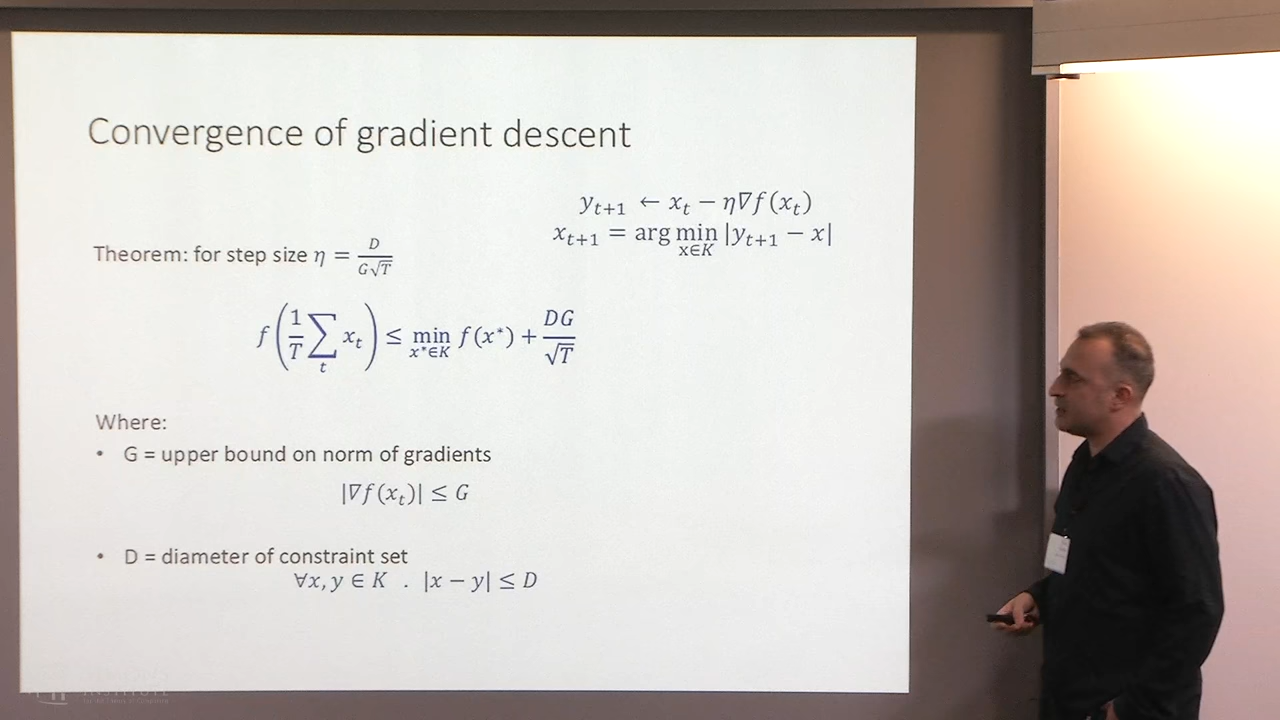 Convergence of gradient descent
y_{t+1} ← x_t − η∇f(x_t)
x_{t+1} = arg min_{x∈K} |y_{t+1} − x|
Theorem: for step size η = D/(G√T)
f(1/T ∑_t x_t) ≤ min_{x*∈K} f(x*) + DG/√T
Where:
• G = upper bound on norm of gradients
|∇f(x_t)| ≤ G
• D = diameter of constraint set
∀x, y ∈ K . |x − y| ≤ D
INSTITUTE